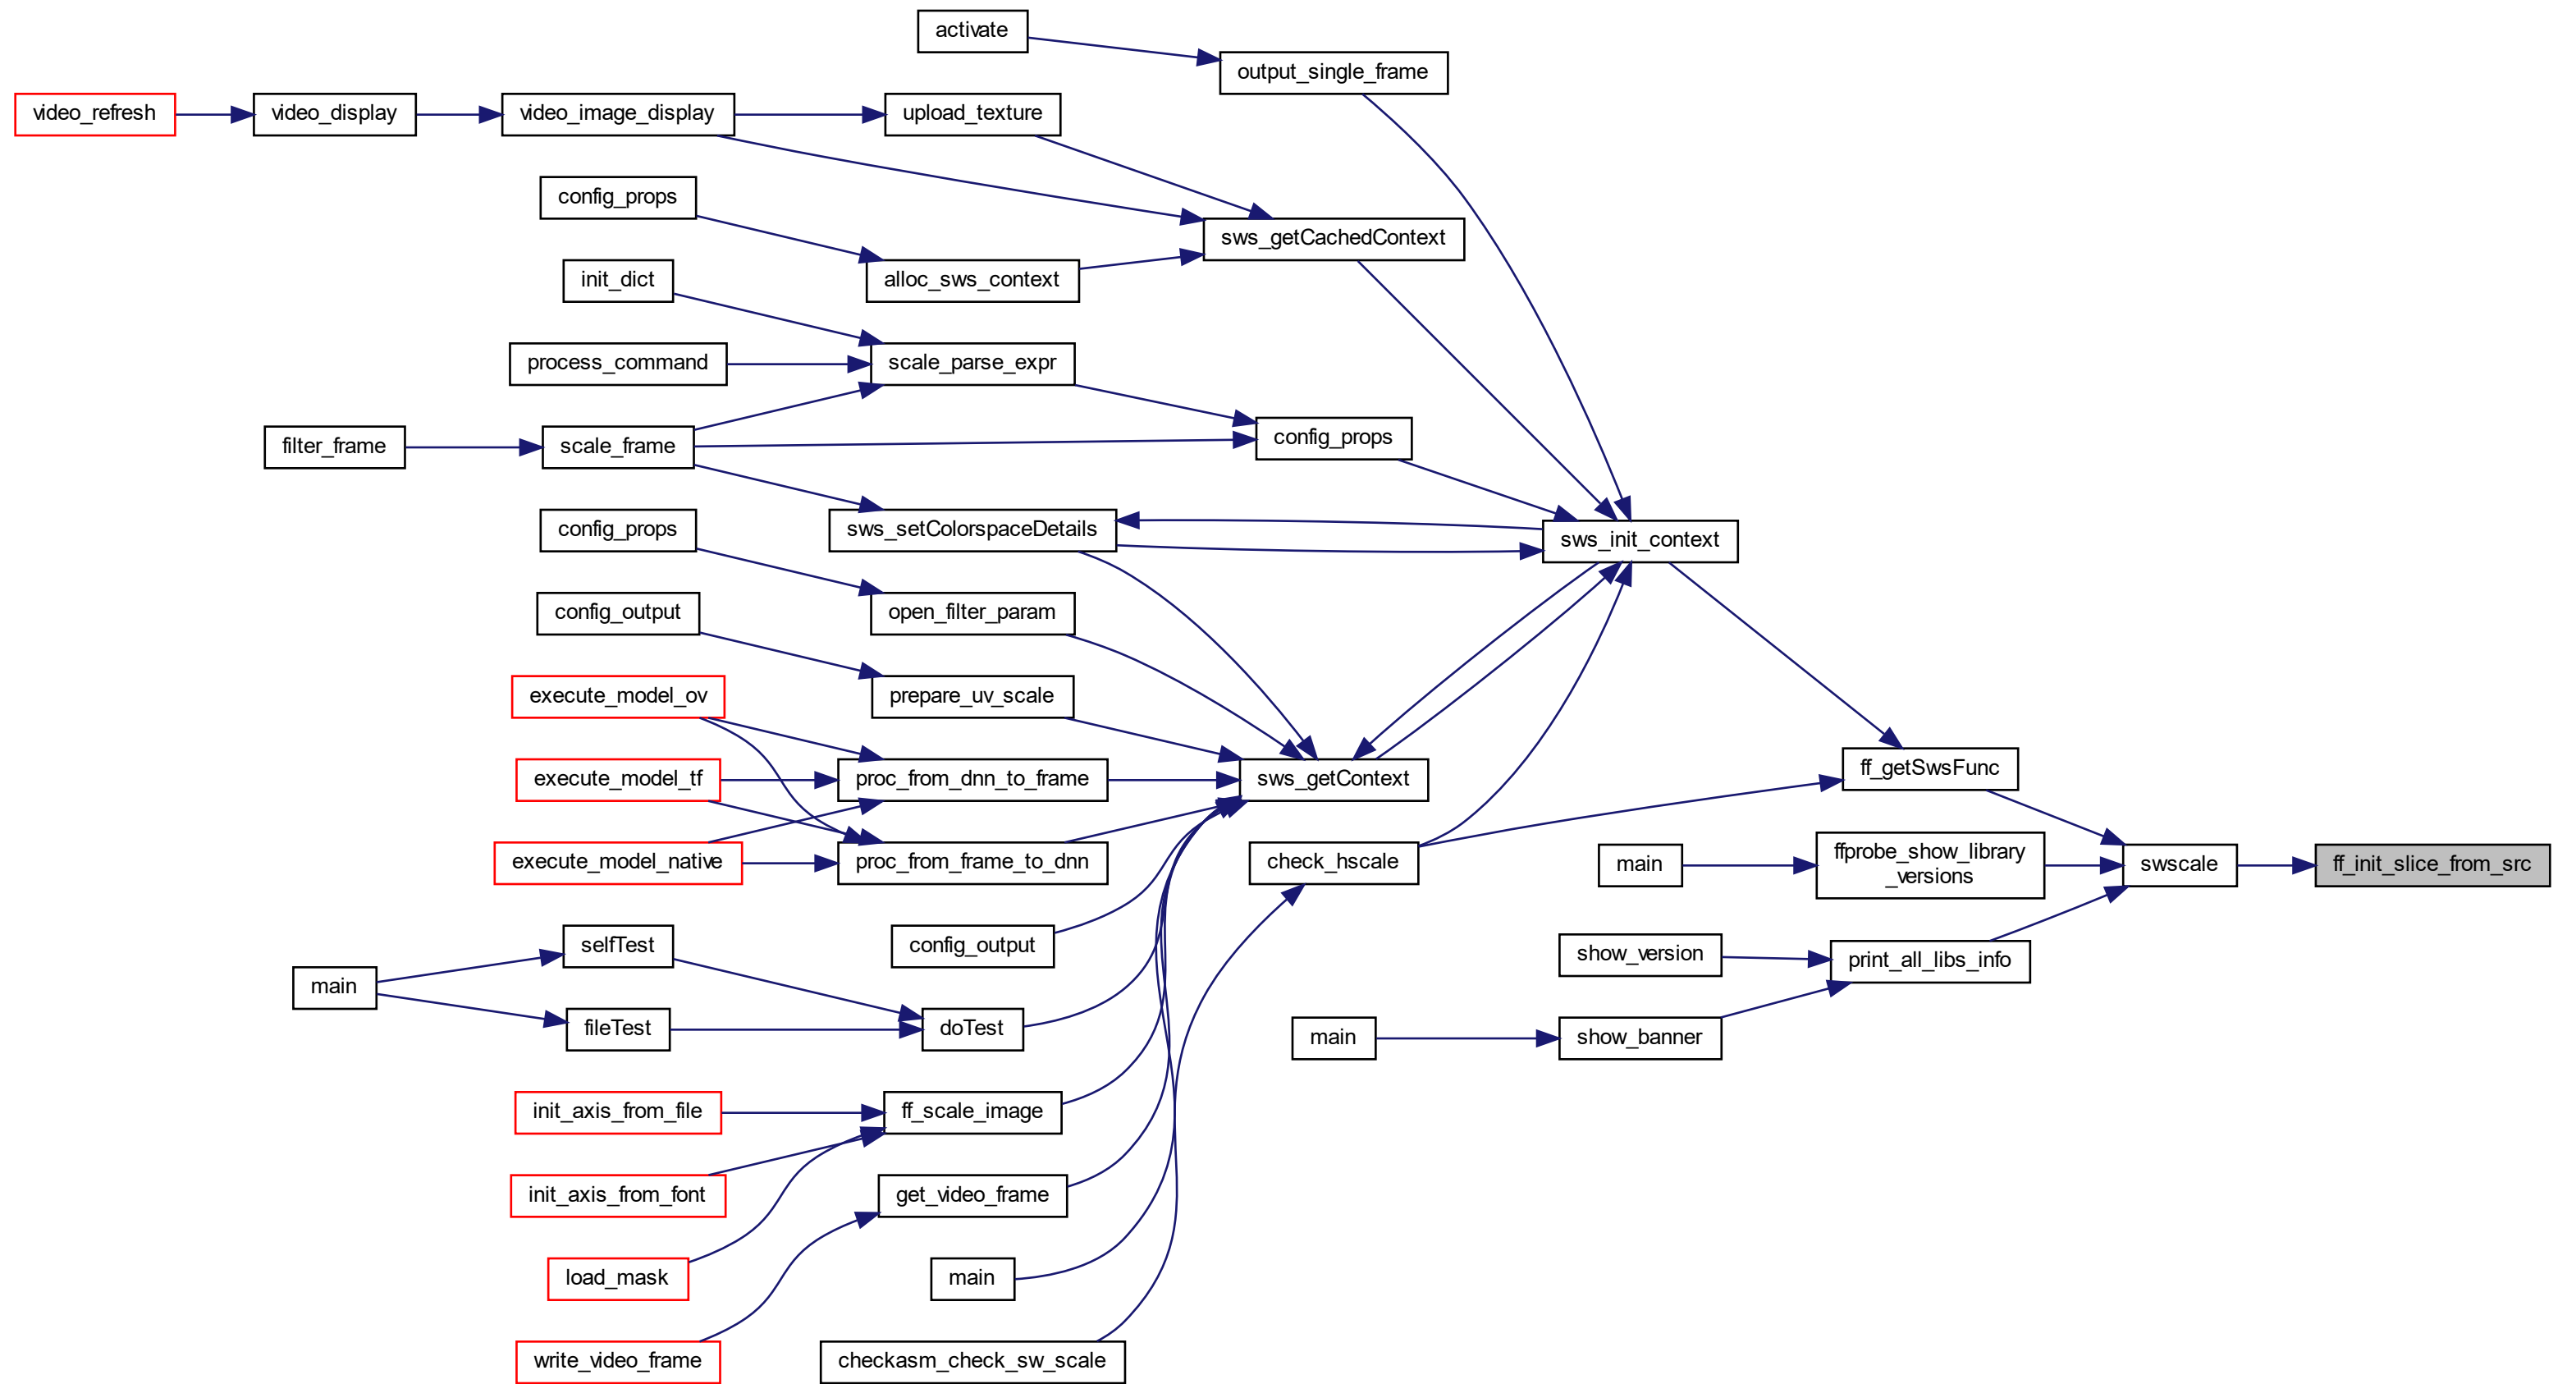 activate
output_single_frame
video_refresh
video_display
video_image_display
upload_texture
config_props
sws_getCachedContext
init_dict
alloc_sws_context
process_command
scale_parse_expr
filter_frame
scale_frame
config_props
config_props
sws_setColorspaceDetails
sws_init_context
config_output
open_filter_param
execute_model_ov
prepare_uv_scale
execute_model_tf
proc_from_dnn_to_frame
sws_getContext
ff_getSwsFunc
execute_model_native
proc_from_frame_to_dnn
check_hscale
main
ffprobe_show_library
_versions
swscale
ff_init_slice_from_src
selfTest
config_output
show_version
print_all_libs_info
main
fileTest
doTest
main
show_banner
init_axis_from_file
ff_scale_image
init_axis_from_font
get_video_frame
load_mask
main
write_video_frame
checkasm_check_sw_scale